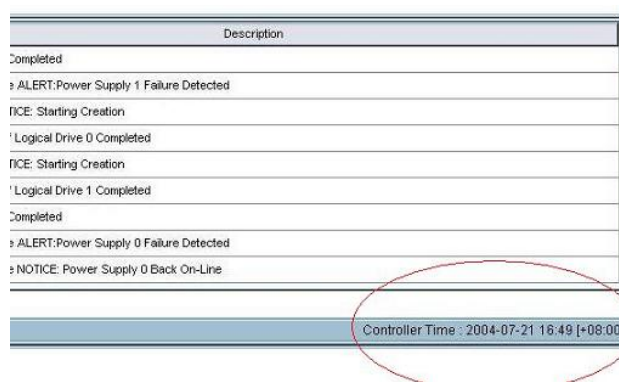 Description
Completed
e ALERT:Power Supply 1 Failure Detected
TICE: Starting Creation
Logical Drive 0 Completed
TICE: Starting Creation
Logical Drive 1 Completed
Completed
e ALERT:Power Supply 0 Failure Detected
e NOTICE: Power Supply 0 Back On-Line
Controller Time : 2004-07-21 16:49 [+08:00